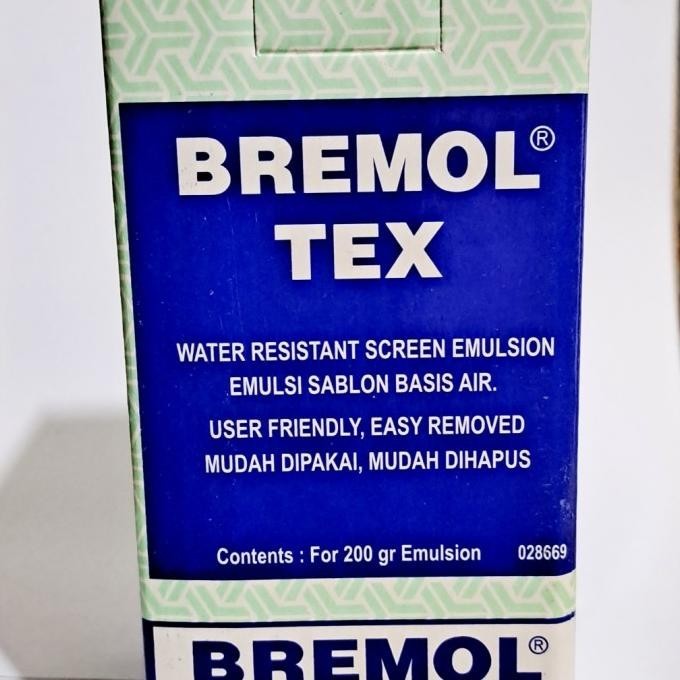 BREMOL®
TEX
WATER RESISTANT SCREEN EMULSION
EMULSI SABLON BASIS AIR.
USER FRIENDLY, EASY REMOVED
MUDAH DIPAKAI, MUDAH DIHAPUS
Contents : For 200 gr Emulsion 028669
BREMOL®